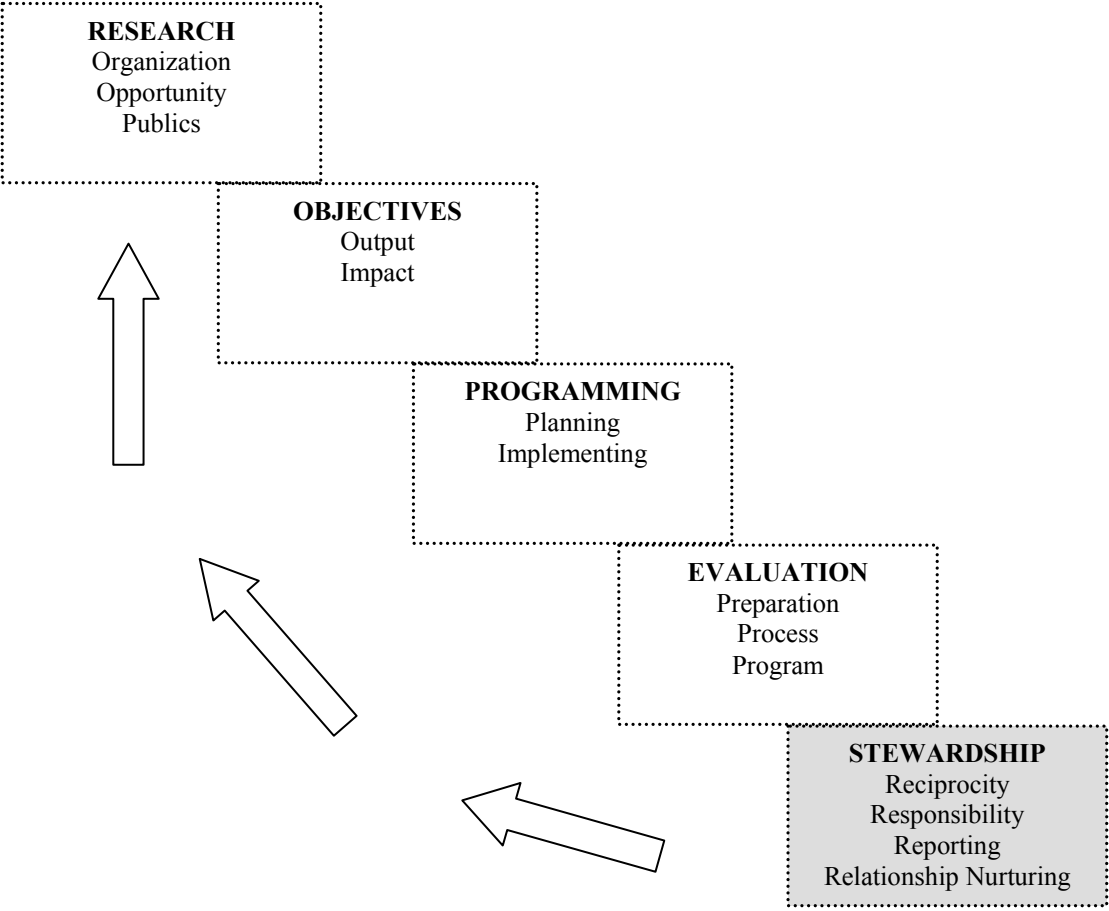 RESEARCH
Organization
Opportunity
Publics
OBJECTIVES
Output
Impact
PROGRAMMING
Planning
Implementing
EVALUATION
Preparation
Process
Program
STEWARDSHIP
Reciprocity
Responsibility
Reporting
Relationship Nurturing